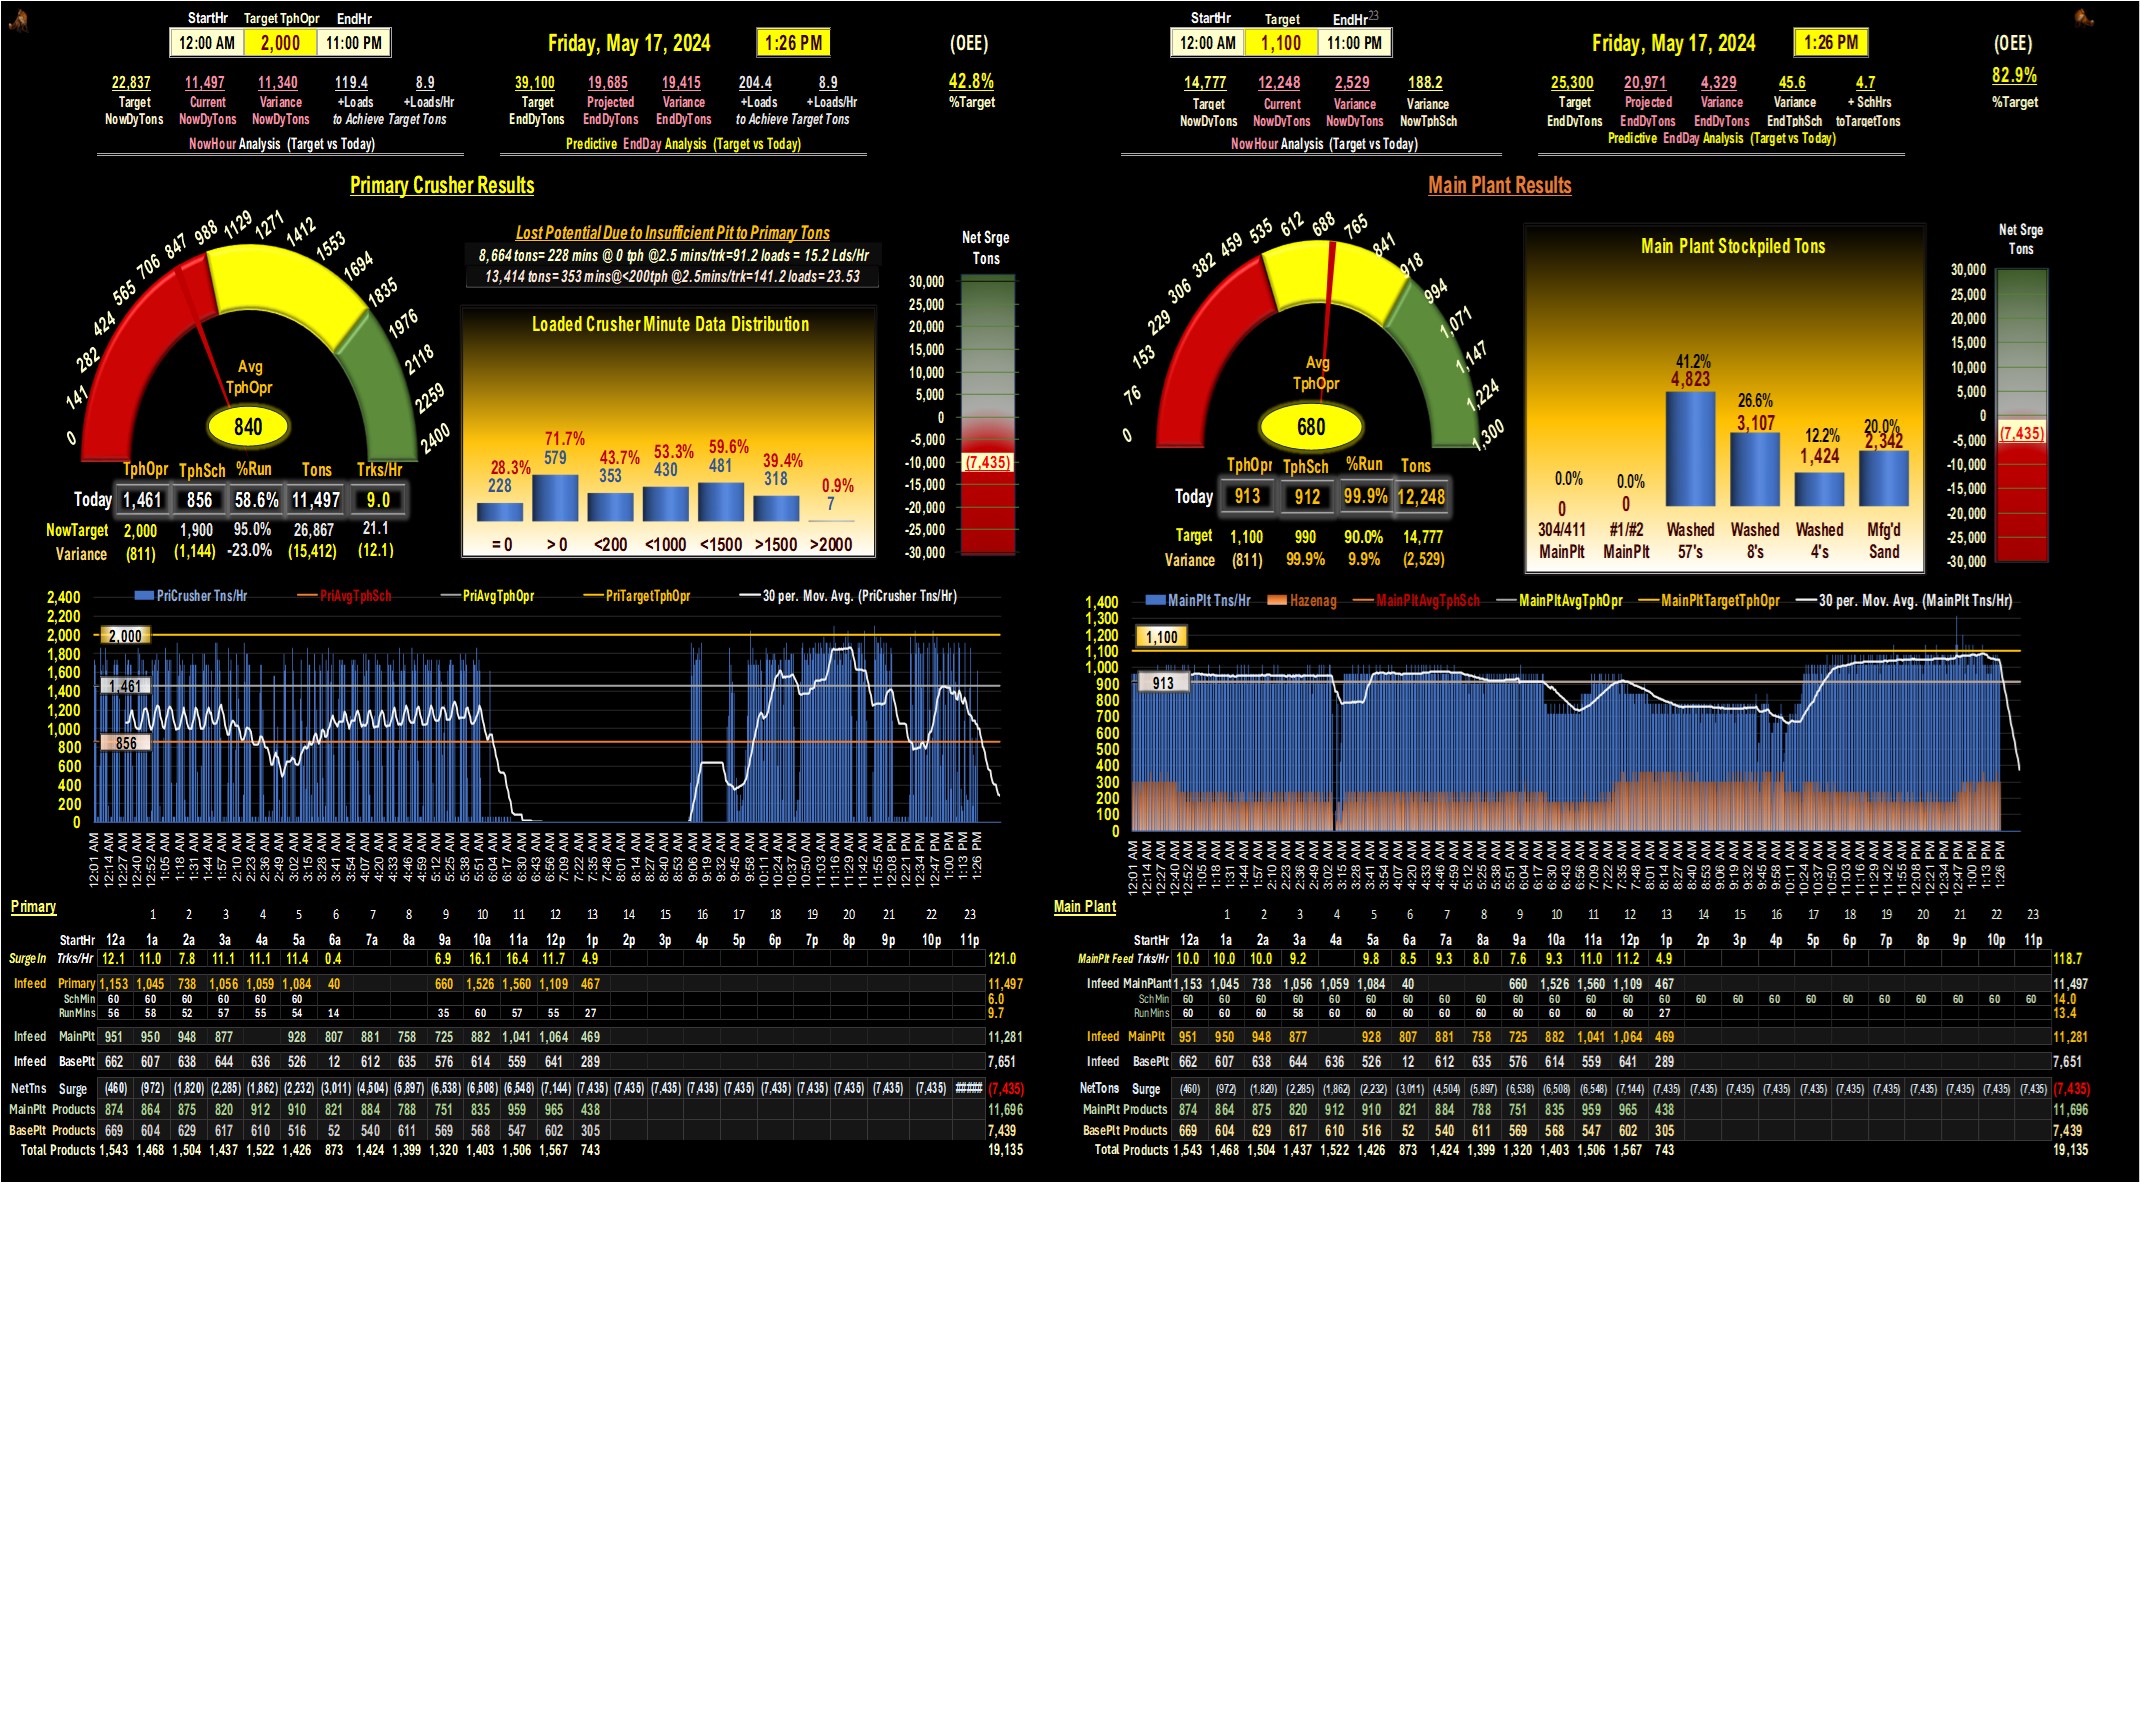 StartHr Target TphOpr EndHr
12:00 AM 2,000 11:00 PM
Friday, May 17, 2024 1:26 PM (OEE)
22,837 11,497 11,340 119.4 8.9 39,100 19,685 19,415 204.4 8.9 42.8%
Target Current Variance +Loads +Loads/Hr Target Projected Variance +Loads +Loads/Hr %Target
NowDyTons NowDyTons NowDyTons to Achieve Target Tons EndDyTons EndDyTons EndDyTons to Achieve Target Tons
NowHour Analysis (Target vs Today) Predictive EndDay Analysis (Target vs Today)
Primary Crusher Results
0 141 282 424 565 706 847 988 1129 1271 1412 1553 1694 1835 1976 2118 2259 2400
Avg
TphOpr
840
TphOpr TphSch %Run Tons Trks/Hr
Today 1,461 856 58.6% 11,497 9.0
NowTarget 2,000 1,900 95.0% 26,867 21.1
Variance (811) (1,144) -23.0% (15,412) (12.1)
Lost Potential Due to Insufficient Pit to Primary Tons
8,664 tons= 228 mins @ 0 tph @2.5 mins/trk=91.2 loads = 15.2 Lds/Hr
13,414 tons= 353 mins@<200tph @2.5mins/trk=141.2 loads= 23.53
Loaded Crusher Minute Data Distribution
28.3% 71.7% 43.7% 53.3% 59.6% 39.4% 0.9%
228 579 353 430 481 318 7
= 0 > 0 <200 <1000 <1500 >1500 >2000
Net Srge
Tons
30,000
25,000
20,000
15,000
10,000
5,000
0
-5,000
-10,000 (7,435)
-15,000
-20,000
-25,000
-30,000
PriCrusher Tns/Hr PriAvgTphSch PriAvgTphOpr PriTargetTphOpr 30 per. Mov. Avg. (PriCrusher Tns/Hr)
2,400
2,200
2,000 2,000
1,800
1,600
1,400 1,461
1,200
1,000
800 856
600
400
200
0
12:01 AM 12:14 AM 12:27 AM 12:40 AM 12:52 AM 1:05 AM 1:18 AM 1:31 AM 1:44 AM 1:57 AM 2:10 AM 2:23 AM 2:36 AM 2:49 AM 3:02 AM 3:15 AM 3:28 AM 3:41 AM 3:54 AM 4:07 AM 4:20 AM 4:33 AM 4:46 AM 4:59 AM 5:12 AM 5:25 AM 5:38 AM 5:51 AM 6:04 AM 6:17 AM 6:30 AM 6:43 AM 6:56 AM 7:09 AM 7:22 AM 7:35 AM 7:48 AM 8:01 AM 8:14 AM 8:27 AM 8:40 AM 8:53 AM 9:06 AM 9:19 AM 9:32 AM 9:45 AM 9:58 AM 10:11 AM 10:24 AM 10:37 AM 10:50 AM 11:03 AM 11:16 AM 11:29 AM 11:42 AM 11:55 AM 12:08 PM 12:21 PM 12:34 PM 12:47 PM 1:00 PM 1:13 PM 1:26 PM
Primary 1 2 3 4 5 6 7 8 9 10 11 12 13 14 15 16 17 18 19 20 21 22 23
StartHr 12a 1a 2a 3a 4a 5a 6a 7a 8a 9a 10a 11a 12p 1p 2p 3p 4p 5p 6p 7p 8p 9p 10p 11p
SurgeIn Trks/Hr 12.1 11.0 7.8 11.1 11.1 11.4 0.4 6.9 16.1 16.4 11.7 4.9 121.0
Infeed Primary 1,153 1,045 738 1,056 1,059 1,084 40 660 1,526 1,560 1,109 467 11,497
SchMin 60 60 60 60 60 60 6.0
RunMins 56 58 52 57 55 54 14 35 60 57 55 27 9.7
Infeed MainPlt 951 950 948 877 928 807 881 758 725 882 1,041 1,064 469 11,281
Infeed BasePlt 662 607 638 644 636 526 12 612 635 576 614 559 641 289 7,651
NetTns Surge (460) (972) (1,820) (2,285) (1,862) (2,232) (3,011) (4,504) (5,897) (6,538) (6,508) (6,548) (7,144) (7,435) (7,435) (7,435) (7,435) (7,435) (7,435) (7,435) (7,435) (7,435) (7,435) ##### (7,435)
MainPlt Products 874 864 875 820 912 910 821 884 788 751 835 959 965 438 11,696
BasePlt Products 669 604 629 617 610 516 52 540 611 569 568 547 602 305 7,439
Total Products 1,543 1,468 1,504 1,437 1,522 1,426 873 1,424 1,399 1,320 1,403 1,506 1,567 743 19,135
StartHr Target EndHr 23
12:00 AM 1,100 11:00 PM
Friday, May 17, 2024 1:26 PM (OEE)
14,777 12,248 2,529 188.2 25,300 20,971 4,329 45.6 4.7 82.9%
Target Current Variance Variance Target Projected Variance Variance + SchHrs %Target
NowDyTons NowDyTons NowDyTons NowTphSch EndDyTons EndDyTons EndDyTons EndTphSch toTargetTons
NowHour Analysis (Target vs Today) Predictive EndDay Analysis (Target vs Today)
Main Plant Results
0 76 153 229 306 382 459 535 612 688 765 841 918 994 1,071 1,147 1,224 1,300
Avg
TphOpr
680
TphOpr TphSch %Run Tons
Today 913 912 99.9% 12,248
Target 1,100 990 90.0% 14,777
Variance (811) 99.9% 9.9% (2,529)
Main Plant Stockpiled Tons
0.0% 0.0% 41.2% 26.6% 12.2% 20.0%
0 0 4,823 3,107 1,424 2,342
304/411 #1/#2 Washed Washed Washed Mfg'd
MainPlt MainPlt 57's 8's 4's Sand
Net Srge
Tons
30,000
25,000
20,000
15,000
10,000
5,000
0
(7,435)
-5,000
-10,000
-15,000
-20,000
-25,000
-30,000
MainPlt Tns/Hr Hazenag MainPltAvgTphSch MainPltAvgTphOpr MainPltTargetTphOpr 30 per. Mov. Avg. (MainPlt Tns/Hr)
1,400
1,300
1,200 1,100
1,100
1,000
900 913
800
700
600
500
400
300
200
100
0
12:01 AM 12:14 AM 12:27 AM 12:40 AM 12:52 AM 1:05 AM 1:18 AM 1:31 AM 1:44 AM 1:57 AM 2:10 AM 2:23 AM 2:36 AM 2:49 AM 3:02 AM 3:15 AM 3:28 AM 3:41 AM 3:54 AM 4:07 AM 4:20 AM 4:33 AM 4:46 AM 4:59 AM 5:12 AM 5:25 AM 5:38 AM 5:51 AM 6:04 AM 6:17 AM 6:30 AM 6:43 AM 6:56 AM 7:09 AM 7:22 AM 7:35 AM 7:48 AM 8:01 AM 8:14 AM 8:27 AM 8:40 AM 8:53 AM 9:06 AM 9:19 AM 9:32 AM 9:45 AM 9:58 AM 10:11 AM 10:24 AM 10:37 AM 10:50 AM 11:03 AM 11:16 AM 11:29 AM 11:42 AM 11:55 AM 12:08 PM 12:21 PM 12:34 PM 12:47 PM 1:00 PM 1:13 PM 1:26 PM
Main Plant 1 2 3 4 5 6 7 8 9 10 11 12 13 14 15 16 17 18 19 20 21 22 23
StartHr 12a 1a 2a 3a 4a 5a 6a 7a 8a 9a 10a 11a 12p 1p 2p 3p 4p 5p 6p 7p 8p 9p 10p 11p
MainPlt Feed Trks/Hr 10.0 10.0 10.0 9.2 9.8 8.5 9.3 8.0 7.6 9.3 11.0 11.2 4.9 118.7
Infeed MainPlant 1,153 1,045 738 1,056 1,059 1,084 40 660 1,526 1,560 1,109 467 11,497
SchMin 60 60 60 60 60 60 60 60 60 60 60 60 60 60 60 60 60 60 60 60 60 60 60 60 14.0
RunMins 60 60 60 58 60 60 60 60 60 60 60 60 27 13.4
Infeed MainPlt 951 950 948 877 928 807 881 758 725 882 1,041 1,064 469 11,281
Infeed BasePlt 662 607 638 644 636 526 12 612 635 576 614 559 641 289 7,651
NetTons Surge (460) (972) (1,820) (2,285) (1,862) (2,232) (3,011) (4,504) (5,897) (6,538) (6,508) (6,548) (7,144) (7,435) (7,435) (7,435) (7,435) (7,435) (7,435) (7,435) (7,435) (7,435) (7,435) (7,435) (7,435)
MainPlt Products 874 864 875 820 912 910 821 884 788 751 835 959 965 438 11,696
BasePlt Products 669 604 629 617 610 516 52 540 611 569 568 547 602 305 7,439
Total Products 1,543 1,468 1,504 1,437 1,522 1,426 873 1,424 1,399 1,320 1,403 1,506 1,567 743 19,135